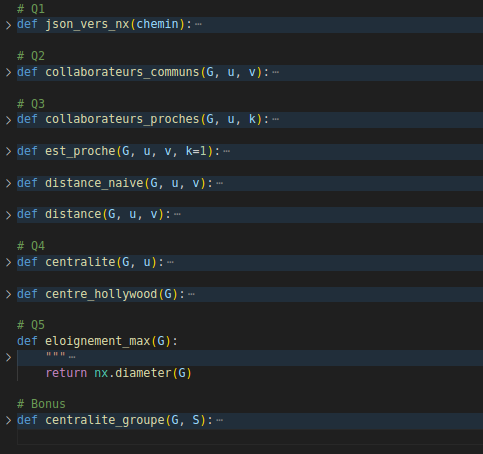 # Q1
def json_vers_nx(chemin):⋯
# Q2
def collaborateurs_communs(G, u, v):⋯
# Q3
def collaborateurs_proches(G, u, k):⋯
def est_proche(G, u, v, k=1):⋯
def distance_naive(G, u, v):⋯
def distance(G, u, v):⋯
# Q4
def centralite(G, u):⋯
def centre_hollywood(G):⋯
# Q5
def eloignement_max(G):
"""⋯
return nx.diameter(G)
# Bonus
def centralite_groupe(G, S):⋯